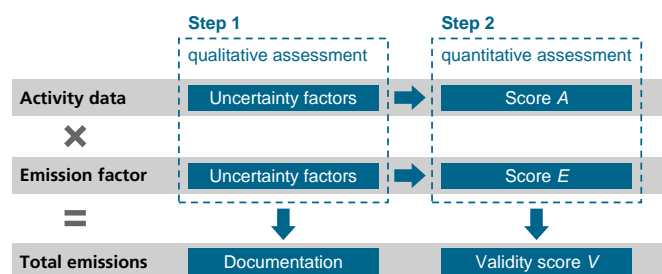 Step 1 Step 2
qualitative assessment quantitative assessment
Activity data Uncertainty factors Score A
×
Emission factor Uncertainty factors Score E
=
Total emissions Documentation Validity score V